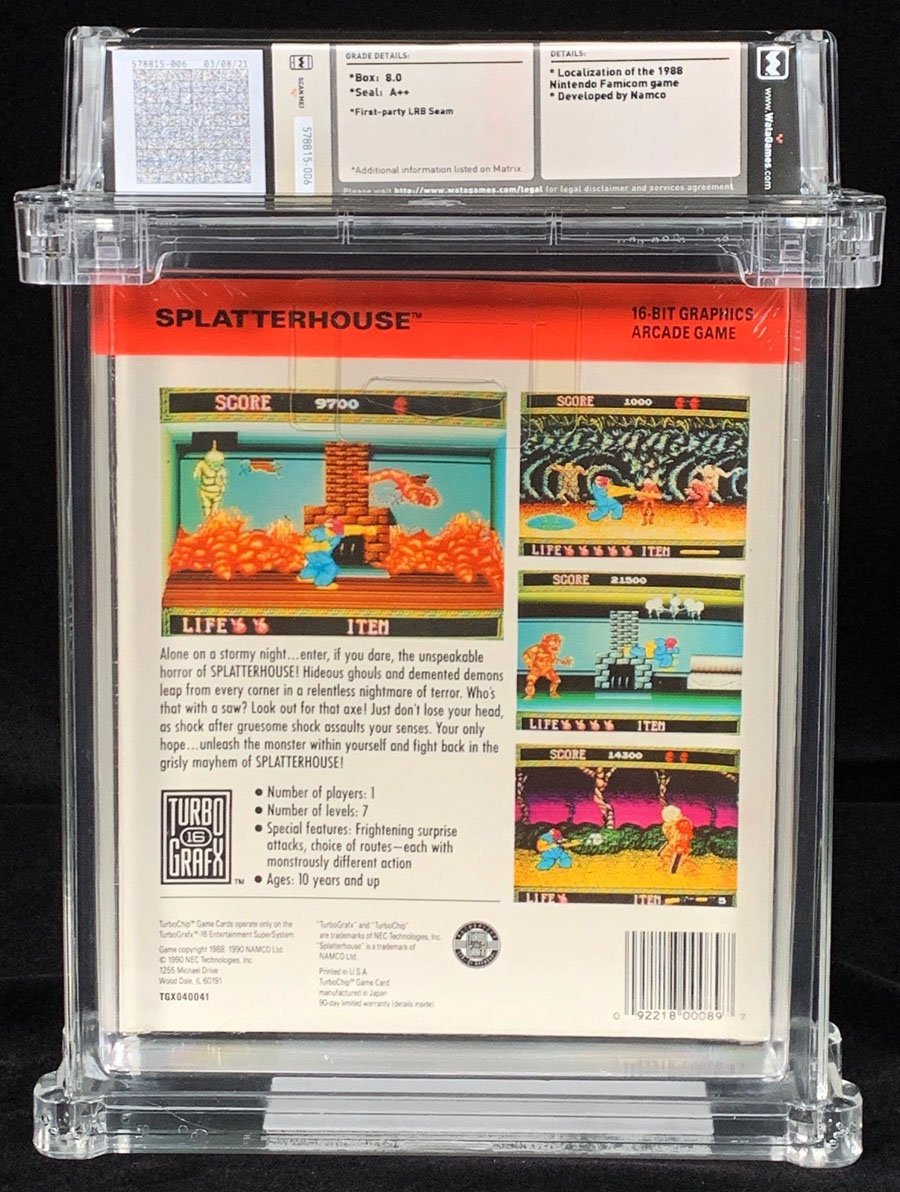 578815-006 03/08/21
SCAN ME!
578815-006
GRADE DETAILS:
*Box: 8.0
*Seal: A++
*First-party LRB Seam
*Additional information listed on Matrix
DETAILS:
* Localization of the 1988
Nintendo Famicom game
* Developed by Namco
www.WataGames.com
Please visit http://www.watagames.com/legal for legal disclaimer and services agreement
SPLATTERHOUSE™
16-BIT GRAPHICS
ARCADE GAME
SCORE 9700
LIFE ITEM
SCORE 1000
LIFE ITEM
SCORE 21500
LIFE ITEM
SCORE 14300
LIFE ITEM 5
Alone on a stormy night...enter, if you dare, the unspeakable
horror of SPLATTERHOUSE! Hideous ghouls and demented demons
leap from every corner in a relentless nightmare of terror. Who's
that with a saw? Look out for that axe! Just don't lose your head,
as shock after gruesome shock assaults your senses. Your only
hope...unleash the monster within yourself and fight back in the
grisly mayhem of SPLATTERHOUSE!
TURBO
16
GRAFX™
● Number of players: 1
● Number of levels: 7
● Special features: Frightening surprise
attacks, choice of routes—each with
monstrously different action
● Ages: 10 years and up
TurboChip™ Game Cards operate only on the
TurboGrafx™-16 Entertainment SuperSystem
Game copyright 1988, 1990 NAMCO Ltd
© 1990 NEC Technologies, Inc.
1255 Michael Drive
Wood Dale, IL 60191
TGX040041
"TurboGrafx" and "TurboChip"
are trademarks of NEC Technologies, Inc.
"Splatterhouse" is a trademark of
NAMCO Ltd.
Printed in U.S.A.
TurboChip™ Game Card
manufactured in Japan
90-day limited warranty (details inside)
0 92218 00089 7